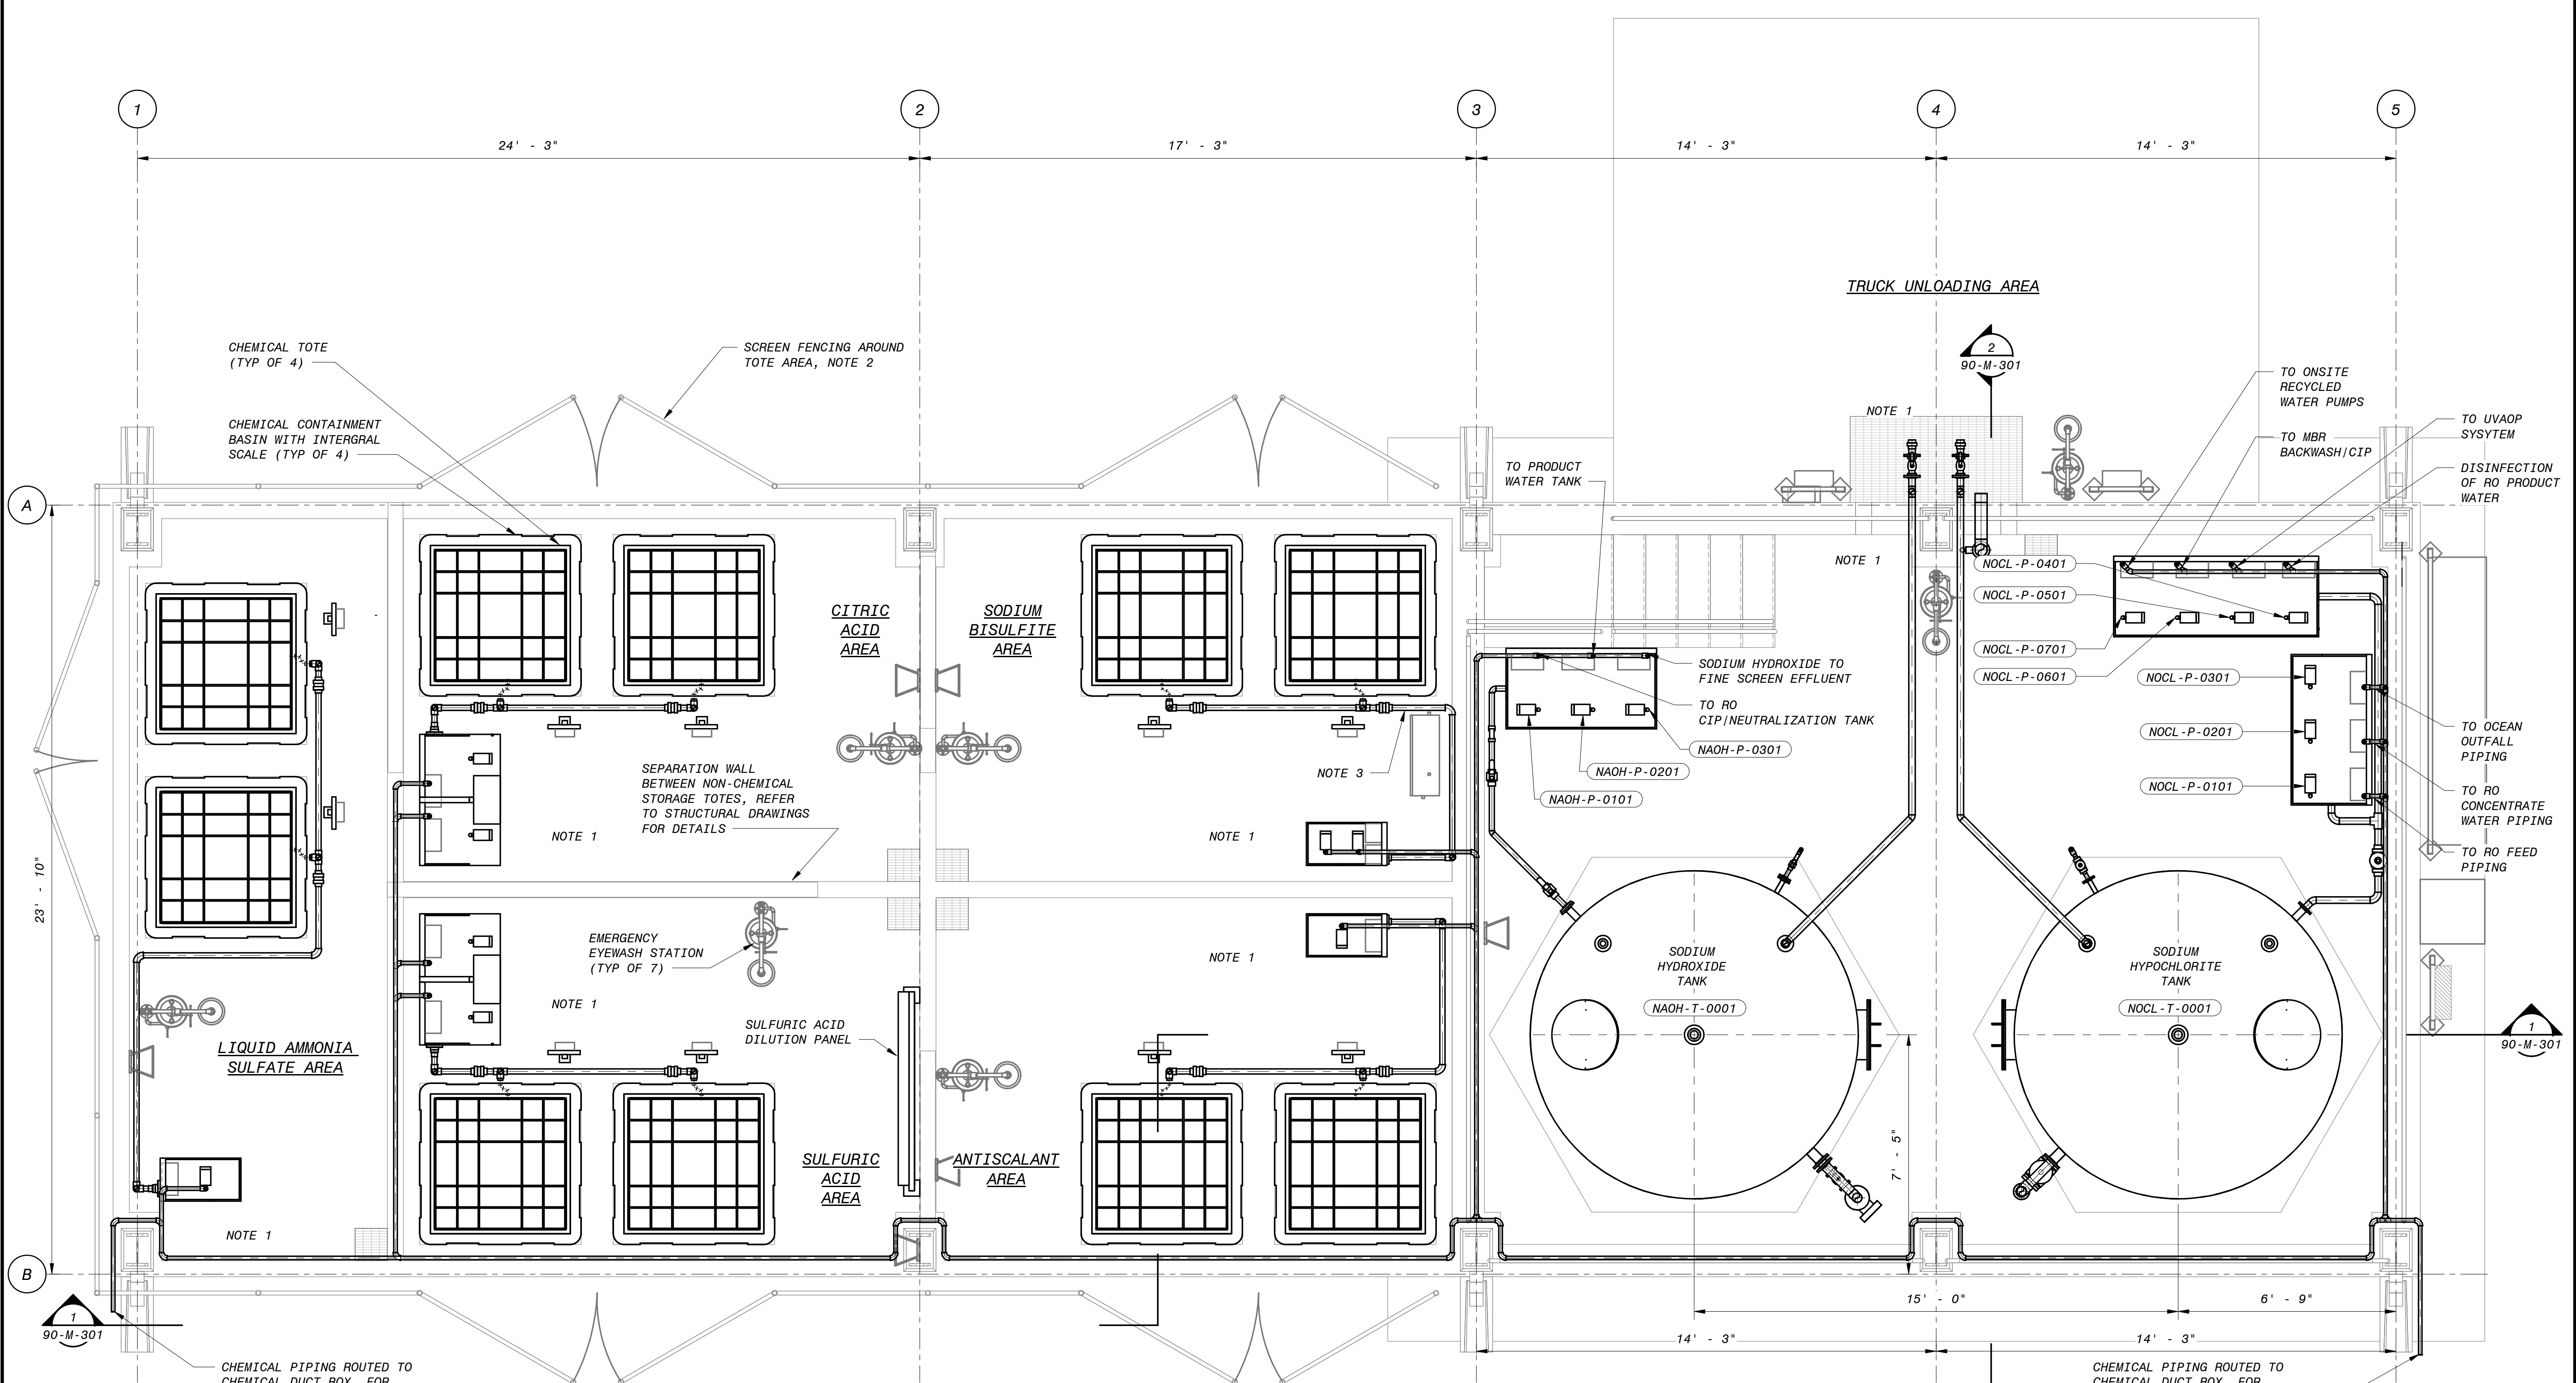 1
2
3
4
5
24' - 3"
17' - 3"
14' - 3"
14' - 3"
TRUCK UNLOADING AREA
CHEMICAL TOTE
(TYP OF 4)
SCREEN FENCING AROUND
TOTE AREA, NOTE 2
2
90-M-301
TO ONSITE
RECYCLED
WATER PUMPS
CHEMICAL CONTAINMENT
BASIN WITH INTERGRAL
SCALE (TYP OF 4)
NOTE 1
TO UVAOP
SYSYTEM
TO MBR
BACKWASH/CIP
TO PRODUCT
WATER TANK
DISINFECTION
OF RO PRODUCT
WATER
A
NOTE 1
NOCL-P-0401
NOCL-P-0501
NOCL-P-0701
NOCL-P-0601
NOCL-P-0301
NOCL-P-0201
NOCL-P-0101
CITRIC
ACID
AREA
SODIUM
BISULFITE
AREA
SODIUM HYDROXIDE TO
FINE SCREEN EFFLUENT
TO RO
CIP/NEUTRALIZATION TANK
NAOH-P-0301
NAOH-P-0201
NAOH-P-0101
TO OCEAN
OUTFALL
PIPING
TO RO
CONCENTRATE
WATER PIPING
TO RO FEED
PIPING
SEPARATION WALL
BETWEEN NON-CHEMICAL
STORAGE TOTES, REFER
TO STRUCTURAL DRAWINGS
FOR DETAILS
NOTE 3
NOTE 1
NOTE 1
23' - 10"
EMERGENCY
EYEWASH STATION
(TYP OF 7)
NOTE 1
NOTE 1
SODIUM
HYDROXIDE
TANK
NAOH-T-0001
SODIUM
HYPOCHLORITE
TANK
NOCL-T-0001
SULFURIC ACID
DILUTION PANEL
LIQUID AMMONIA
SULFATE AREA
1
90-M-301
SULFURIC
ACID
AREA
ANTISCALANT
AREA
7' - 5"
NOTE 1
B
15' - 0"
6' - 9"
1
90-M-301
14' - 3"
14' - 3"
CHEMICAL PIPING ROUTED TO
CHEMICAL DUCT BOX, FOR
CHEMICAL PIPING ROUTED TO
CHEMICAL DUCT BOX, FOR